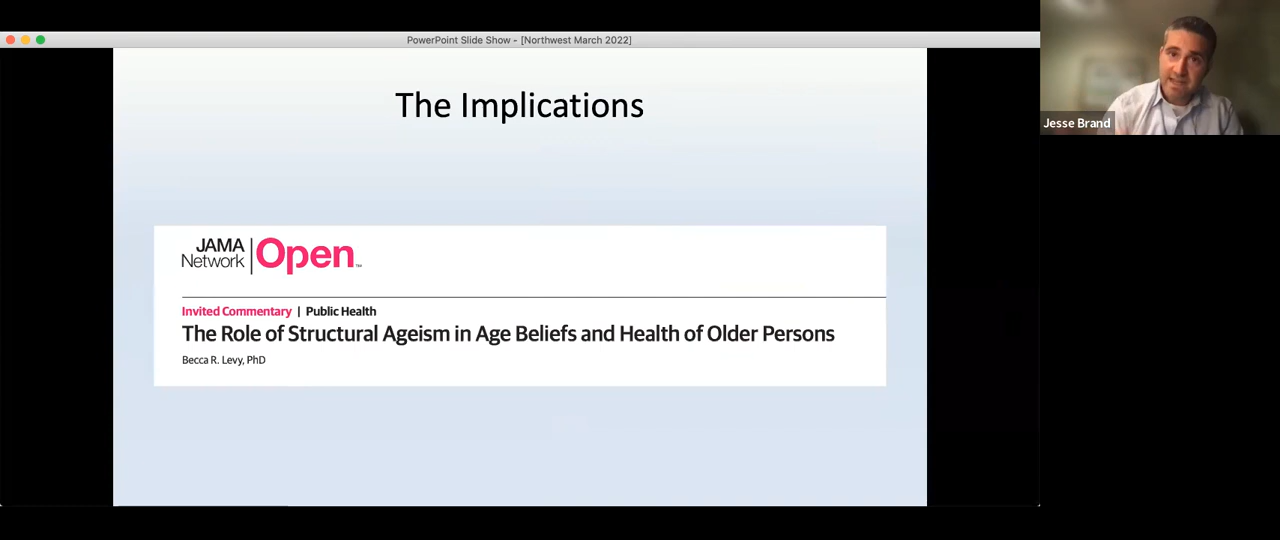 PowerPoint Slide Show - [Northwest March 2022]
The Implications
JAMA
Network | Open™
Invited Commentary | Public Health
The Role of Structural Ageism in Age Beliefs and Health of Older Persons
Becca R. Levy, PhD
Jesse Brand